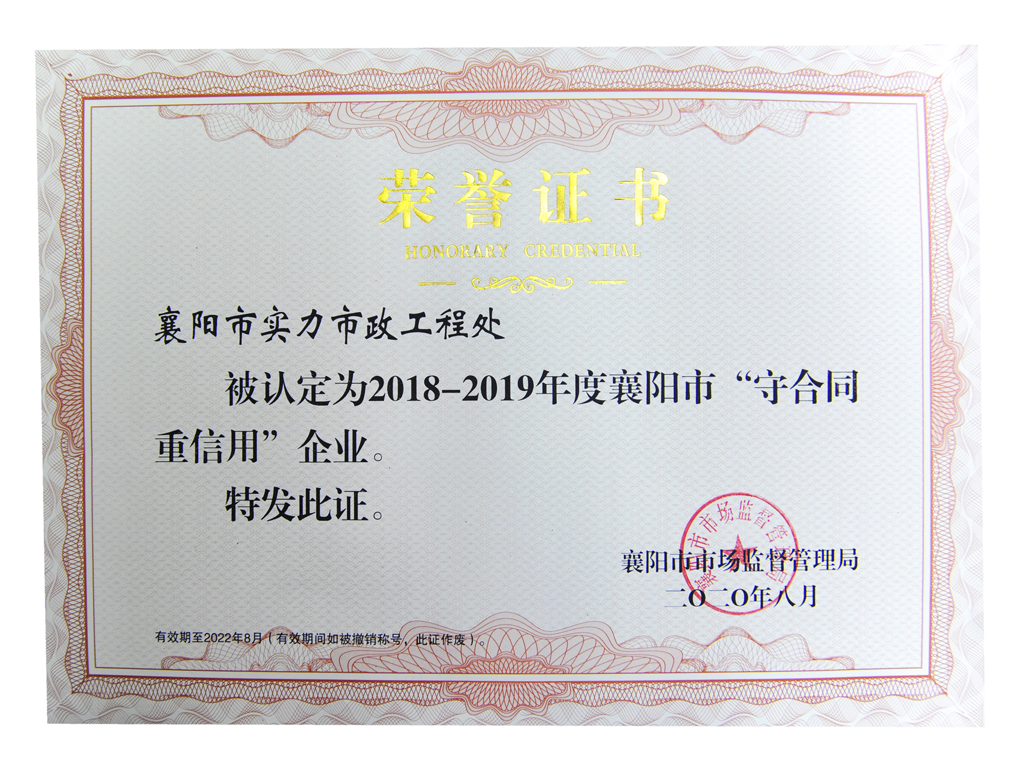 荣誉证书
HONORARY CREDENTIAL
襄阳市实力市政工程处
被认定为2018-2019年度襄阳市“守合同
重信用”企业。
特发此证。
襄阳市市场监督管理局
二〇二〇年八月
有效期至2022年8月（有效期间如被撤销称号，此证作废）。